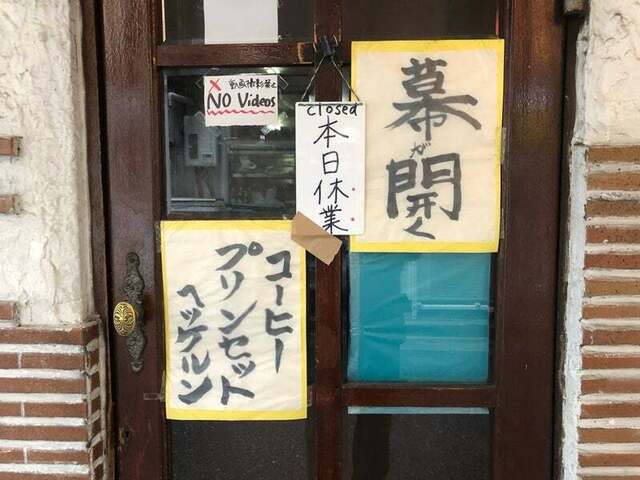 動画撮影禁止
NO Videos
closed
本日休業
幕が開く
コーヒー
プリンセット
ヘッケルン